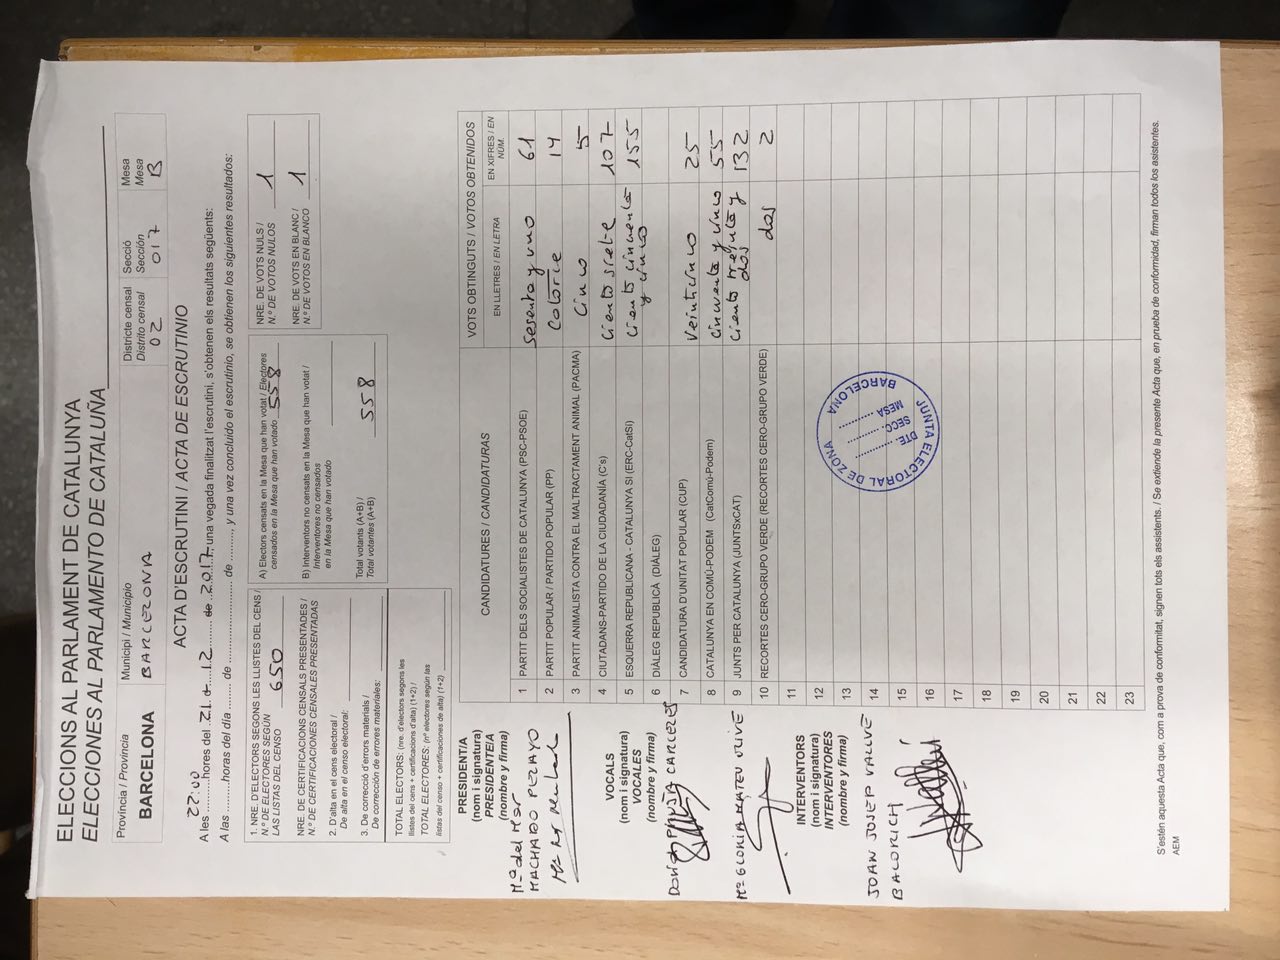 ELECCIONS AL PARLAMENT DE CATALUNYA
ELECCIONES AL PARLAMENTO DE CATALUÑA
Província / Provincia
BARCELONA
Municipi / Municipio
BARCELONA
Districte censal
Distrito censal
02
Secció
Sección
017
Mesa
Mesa
B
ACTA D'ESCRUTINI / ACTA DE ESCRUTINIO
A les 22.00 hores del 21 d 12 de 2017, una vegada finalitzat l'escrutini, s'obtenen els resultats següents:
A las ............ horas del día ........ de ........................ de ........., y una vez concluido el escrutinio, se obtienen los siguientes resultados:
1. NRE. D'ELECTORS SEGONS LES LLISTES DEL CENS /
N.º DE ELECTORES SEGÚN
LAS LISTAS DEL CENSO
650
NRE. DE CERTIFICACIONS CENSALS PRESENTADES /
N.º DE CERTIFICACIONES CENSALES PRESENTADAS
2. D'alta en el cens electoral /
De alta en el censo electoral:
3. De correcció d'errors materials /
De corrección de errores materiales:
TOTAL ELECTORS: (nre. d'electors segons les
llistes del cens + certificacions d'alta) (1+2) /
TOTAL ELECTORES: (nº electores según las
listas del censo + certificaciones de alta) (1+2)
A) Electors censats en la Mesa que han votat / Electores
censados en la Mesa que han votado 558
B) Interventors no censats en la Mesa que han votat /
Interventores no censados
en la Mesa que han votado
Total votants (A+B) /
Total votantes (A+B)
558
NRE. DE VOTS NULS /
N.º DE VOTOS NULOS
1
NRE. DE VOTS EN BLANC /
N.º DE VOTOS EN BLANCO
1
CANDIDATURES / CANDIDATURAS
VOTS OBTINGUTS / VOTOS OBTENIDOS
EN LLETRES / EN LETRA
EN XIFRES / EN NÚM.
1 PARTIT DELS SOCIALISTES DE CATALUNYA (PSC-PSOE) sesenta y uno 61
2 PARTIT POPULAR / PARTIDO POPULAR (PP) catorce 14
3 PARTIT ANIMALISTA CONTRA EL MALTRACTAMENT ANIMAL (PACMA) cinco 5
4 CIUTADANS-PARTIDO DE LA CIUDADANÍA (C's) ciento siete 107
5 ESQUERRA REPUBLICANA - CATALUNYA SÍ (ERC-CatSí) ciento cincuenta y cinco 155
6 DIÀLEG REPUBLICÀ (DIÀLEG)
7 CANDIDATURA D'UNITAT POPULAR (CUP) veinticinco 25
8 CATALUNYA EN COMÚ-PODEM (CatComú-Podem) cincuenta y cinco 55
9 JUNTS PER CATALUNYA (JUNTSxCAT) ciento treinta y dos 132
10 RECORTES CERO-GRUPO VERDE (RECORTES CERO-GRUPO VERDE) dos 2
11
12
13
14
15
16
17
18
19
20
21
22
23
PRESIDENT/A
(nom i signatura)
PRESIDENTE/A
(nombre y firma)
Mª del Mar
MACHADO
VOCALS
(nom i signatura)
VOCALES
(nombre y firma)
Mª GLORIA MATEU JUVÉ
INTERVENTORS
(nom i signatura)
INTERVENTORES
(nombre y firma)
JOAN JOSEP VALLVÉ
BALDRICH
JUNTA ELECTORAL DE ZONA
DTE.
SECC.
MESA
BARCELONA
S'estén aquesta Acta que, com a prova de conformitat, signen tots els assistents. / Se extiende la presente Acta que, en prueba de conformidad, firman todos los asistentes.
AEM